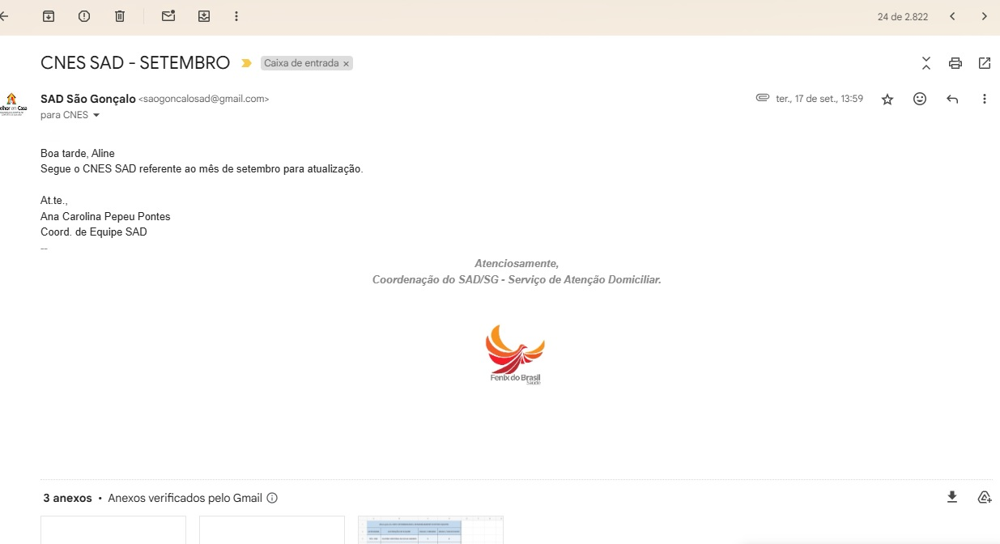 24 de 2.822
CNES SAD - SETEMBRO Caixa de entrada ×
SAD São Gonçalo <saogoncalosad@gmail.com> ter., 17 de set., 13:59
para CNES
Boa tarde, Aline
Segue o CNES SAD referente ao mês de setembro para atualização.
At.te.,
Ana Carolina Pepeu Pontes
Coord. de Equipe SAD
--
Atenciosamente,
Coordenação do SAD/SG - Serviço de Atenção Domiciliar.
Fenix do Brasil
Saúde
3 anexos • Anexos verificados pelo Gmail